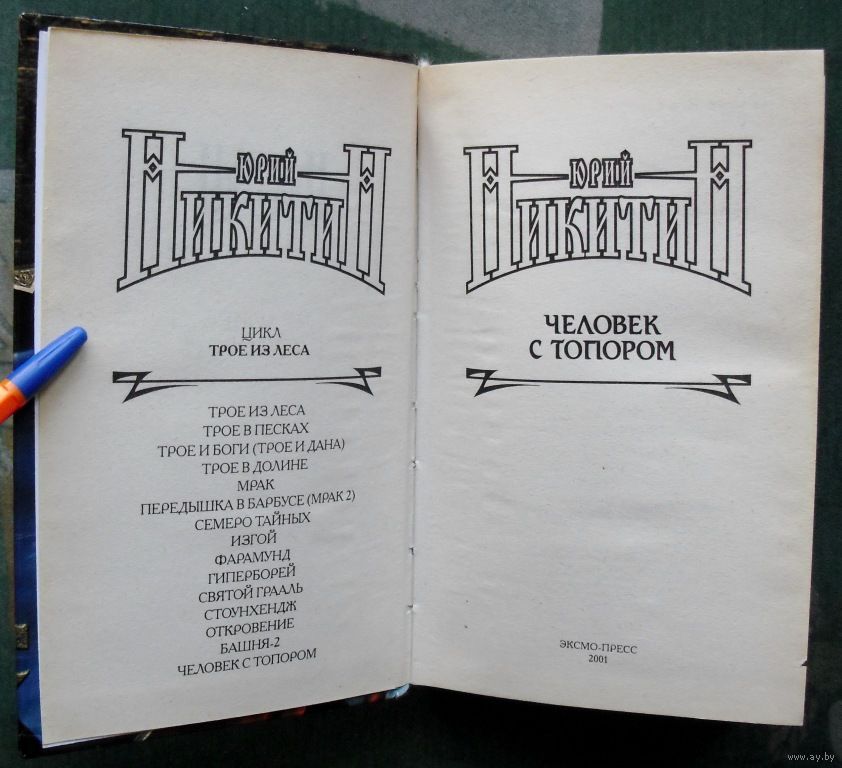 ЮРИЙ
НИКИТИН
ЦИКЛ
ТРОЕ ИЗ ЛЕСА
ТРОЕ ИЗ ЛЕСА
ТРОЕ В ПЕСКАХ
ТРОЕ И БОГИ (ТРОЕ И ДАНА)
ТРОЕ В ДОЛИНЕ
МРАК
ПЕРЕДЫШКА В БАРБУСЕ (МРАК 2)
СЕМЕРО ТАЙНЫХ
ИЗГОЙ
ФАРАМУНД
ГИПЕРБОРЕЙ
СВЯТОЙ ГРААЛЬ
СТОУНХЕНДЖ
ОТКРОВЕНИЕ
БАШНЯ-2
ЧЕЛОВЕК С ТОПОРОМ
ЮРИЙ
НИКИТИН
ЧЕЛОВЕК
С ТОПОРОМ
ЭКСМО-ПРЕСС
2001
www.ay.by